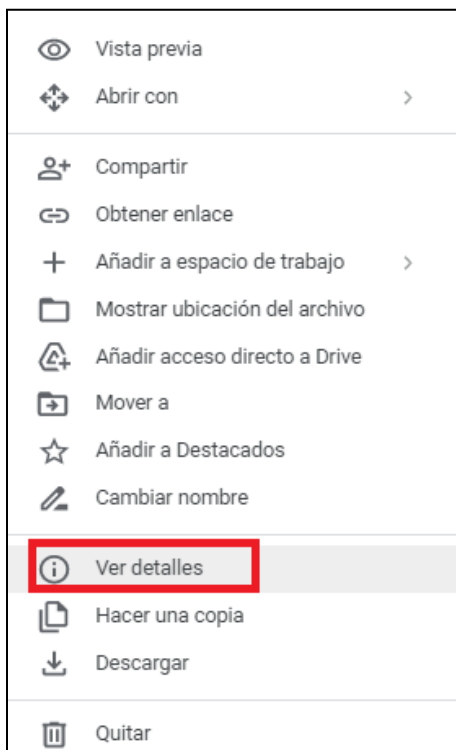 Vista previa
Abrir con
Compartir
Obtener enlace
Añadir a espacio de trabajo
Mostrar ubicación del archivo
Añadir acceso directo a Drive
Mover a
Añadir a Destacados
Cambiar nombre
Ver detalles
Hacer una copia
Descargar
Quitar